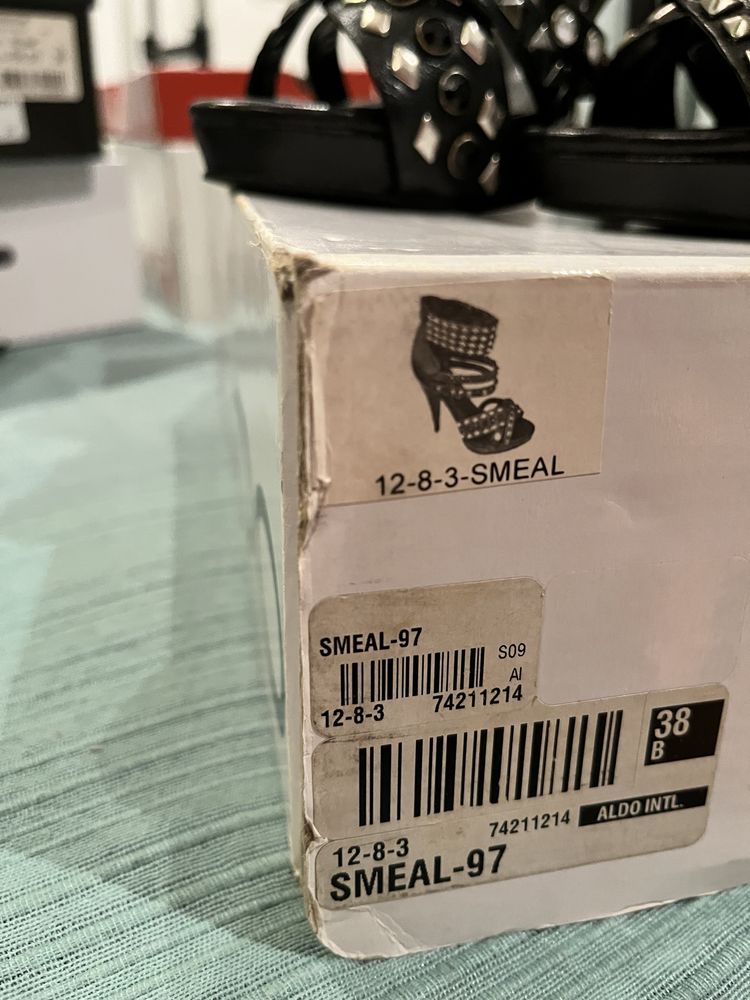 12-8-3-SMEAL
SMEAL-97
S09
AI
12-8-3 74211214
38
B
74211214 ALDO INTL.
12-8-3
SMEAL-97